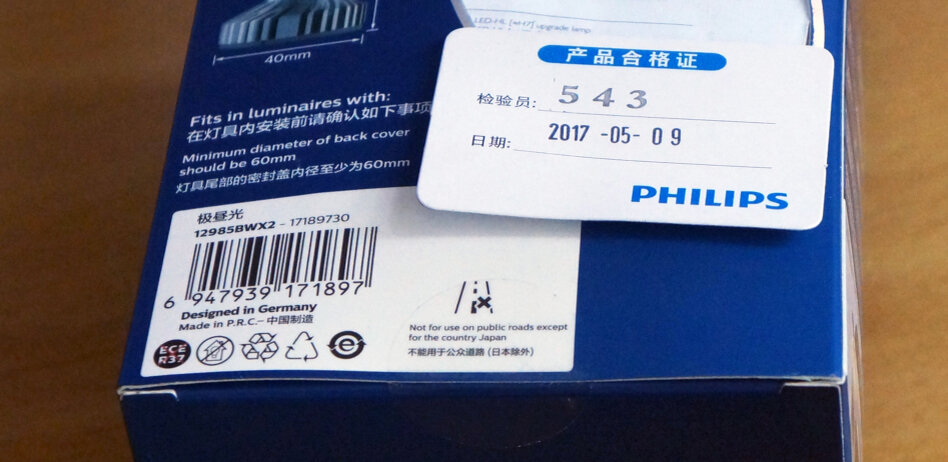 LED-HL [≈H7] upgrade lamp
40mm
产品合格证
检验员: 543
日期: 2017 -05- 09
PHILIPS
Fits in luminaires with:
在灯具内安装前请确认如下事项
Minimum diameter of back cover
should be 60mm
灯具尾部的密封盖内径至少为60mm
极昼光
12985BWX2 - 17189730
6 947939 171897
Designed in Germany
Made in P.R.C. – 中国制造
ECE
R37
e
Not for use on public roads except
for the country Japan
不能用于公众道路 (日本除外)